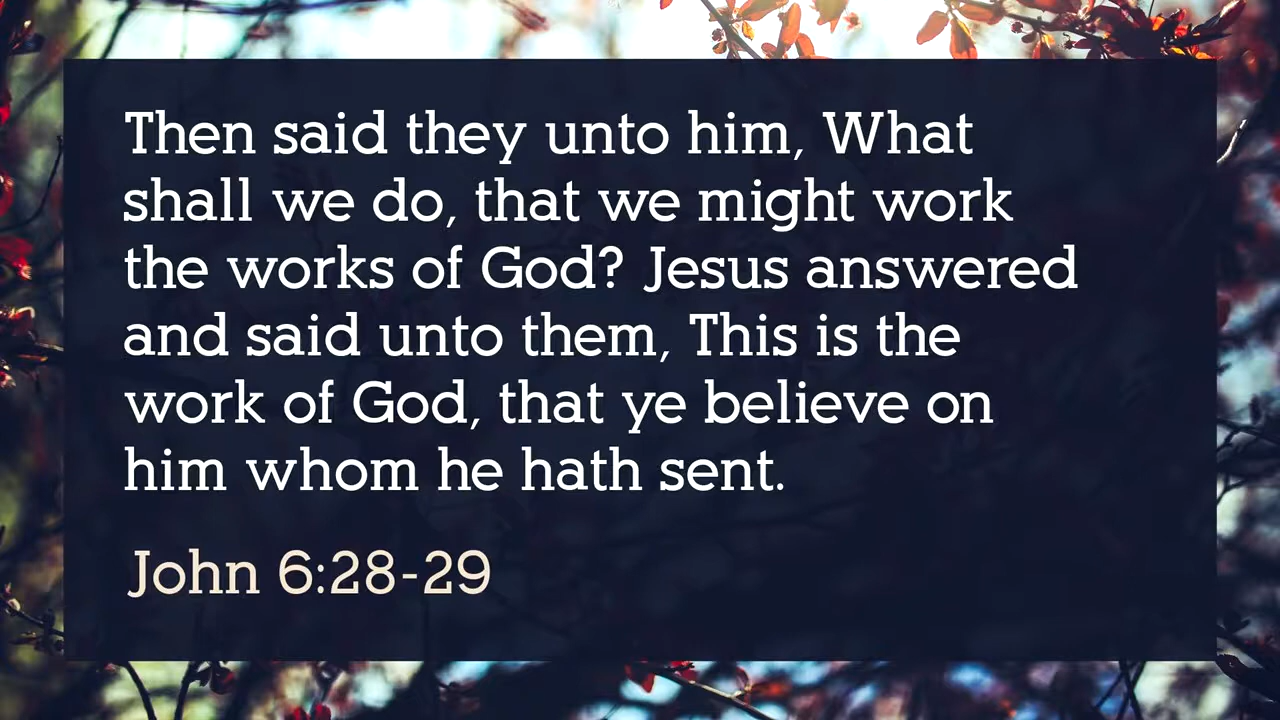 Then said they unto him, What
shall we do, that we might work
the works of God? Jesus answered
and said unto them, This is the
work of God, that ye believe on
him whom he hath sent.
John 6:28-29